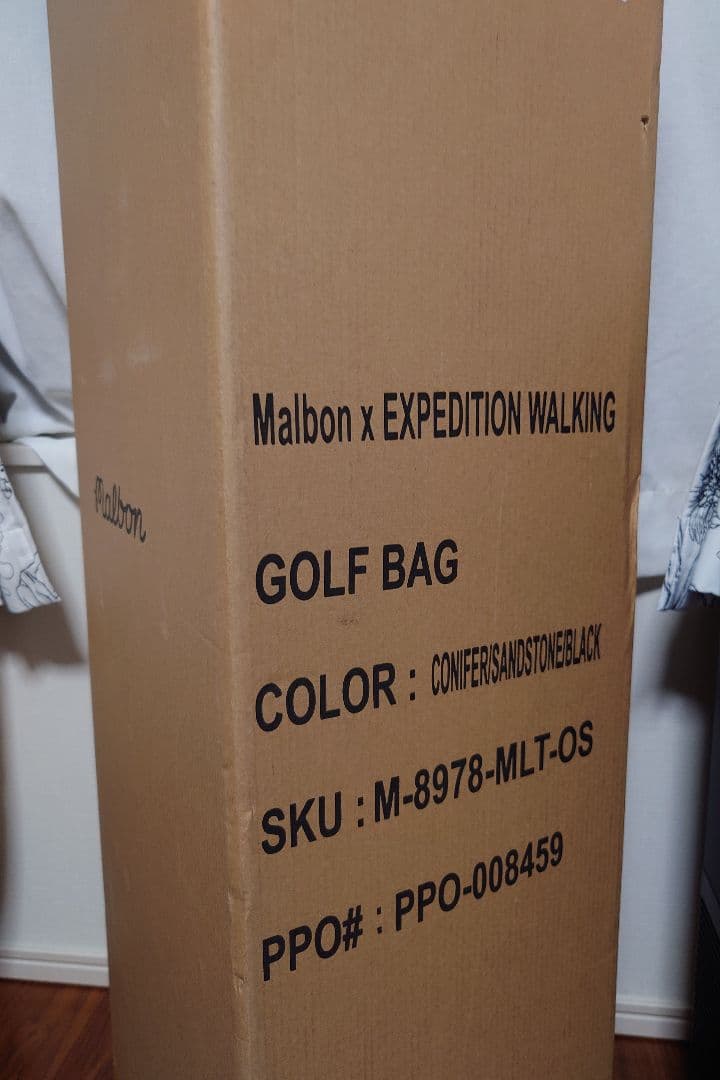 Malbon x EXPEDITION WALKING
GOLF BAG
COLOR : CONIFER/SANDSTONE/BLACK
SKU : M-8978-MLT-OS
PPO# : PPO-008459
Malbon